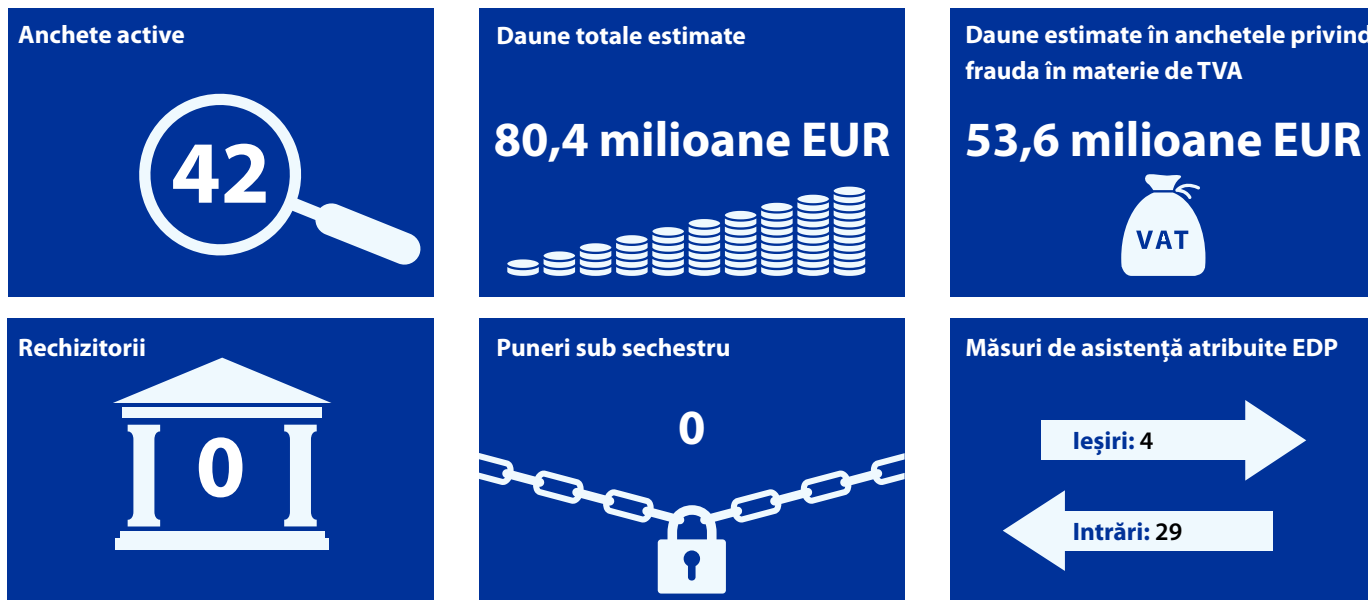 Anchete active
42
Daune totale estimate
80,4 milioane EUR
Daune estimate în anchetele privind
frauda în materie de TVA
53,6 milioane EUR
VAT
Rechizitorii
0
Puneri sub sechestru
0
Măsuri de asistență atribuite EDP
Ieșiri: 4
Intrări: 29